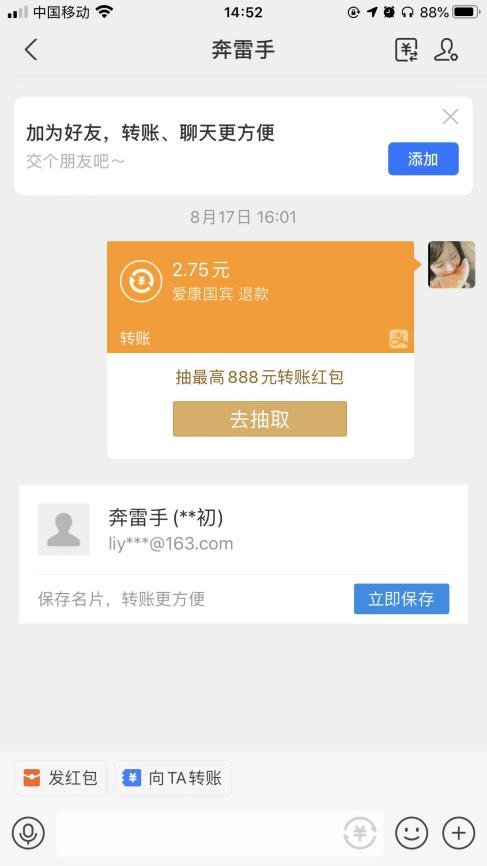 中国移动 14:52 88%
奔雷手
加为好友，转账、聊天更方便
交个朋友吧～
添加
8月17日 16:01
2.75元
爱康国宾 退款
转账
支
抽最高888元转账红包
去抽取
奔雷手 (**初)
liy***@163.com
保存名片，转账更方便
立即保存
发红包 向TA转账